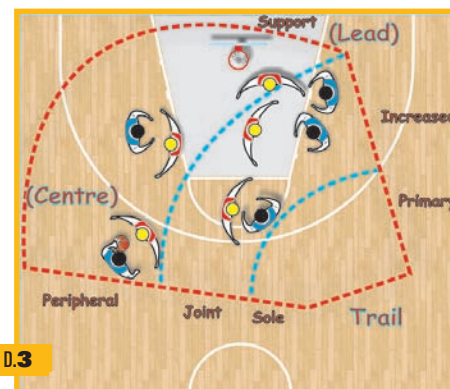 Support
(Lead)
Increased
Primary
(Centre)
Peripheral
Joint
Sole
Trail
D.3